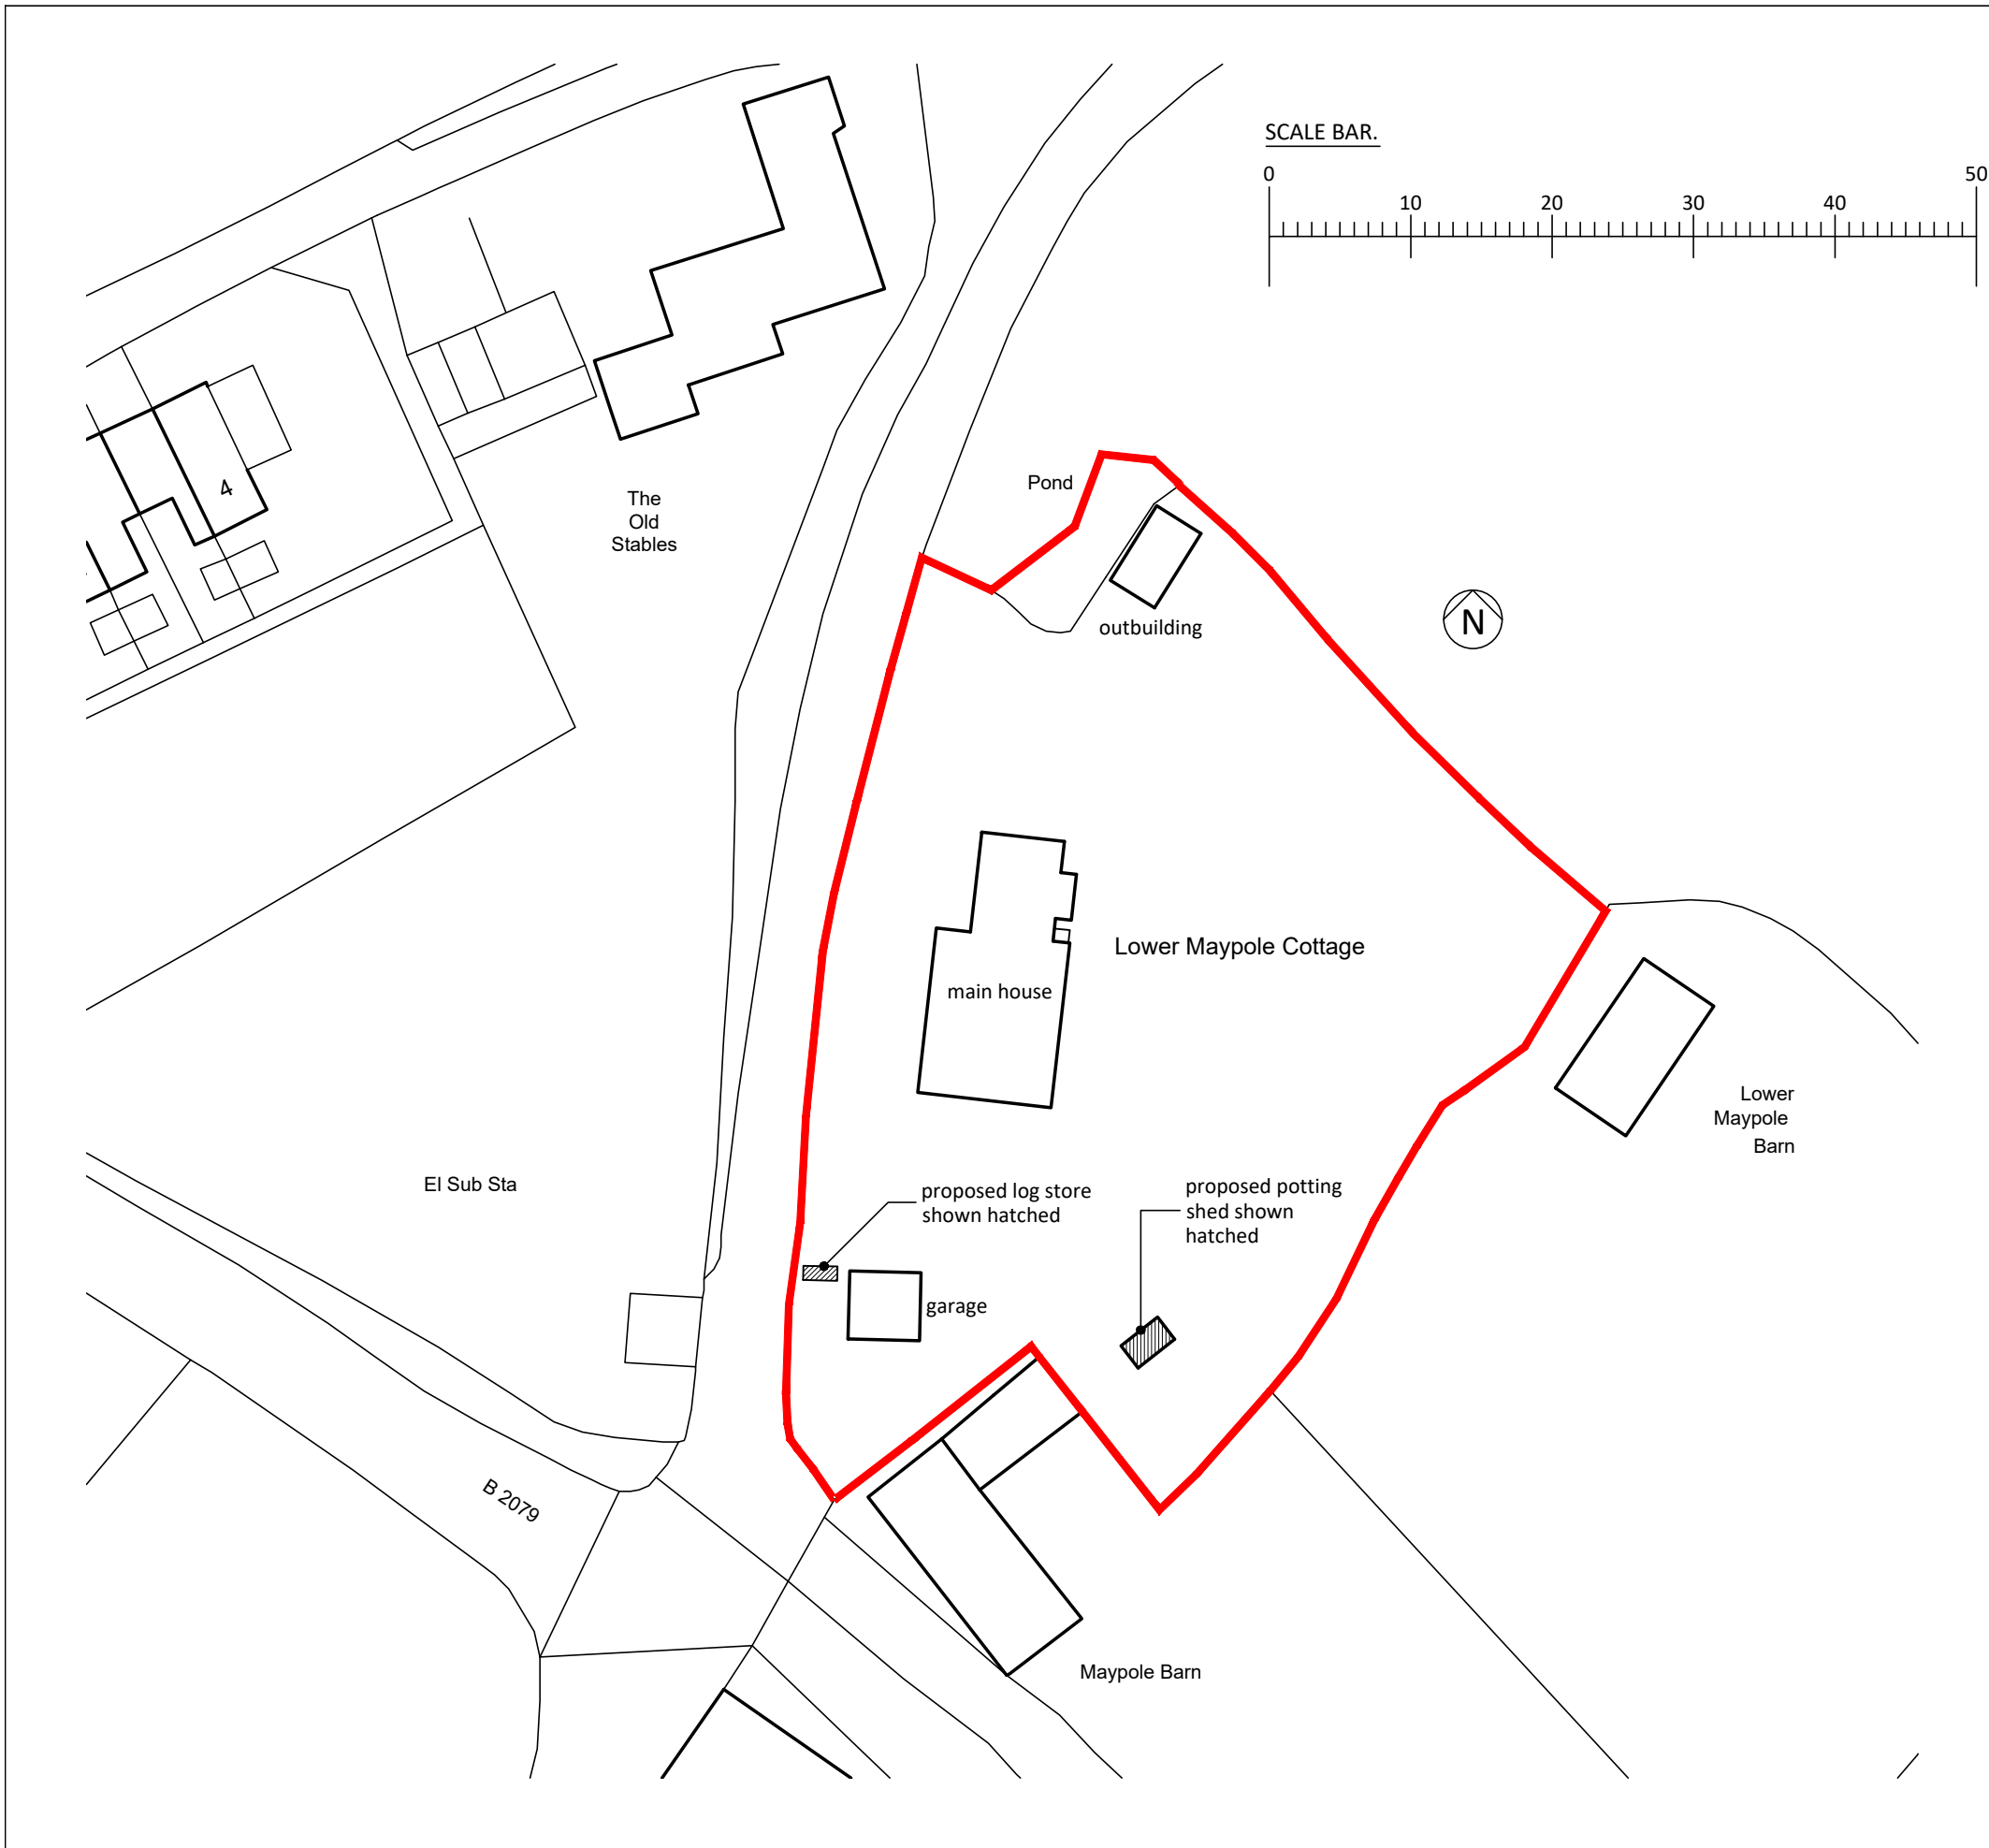 SCALE BAR.
0
50
10
20
30
40
4
The
Old
Stables
Pond
outbuilding
N
Lower Maypole Cottage
main house
Lower
Maypole
Barn
El Sub Sta
proposed log store
shown hatched
proposed potting
shed shown
hatched
garage
B 2079
Maypole Barn